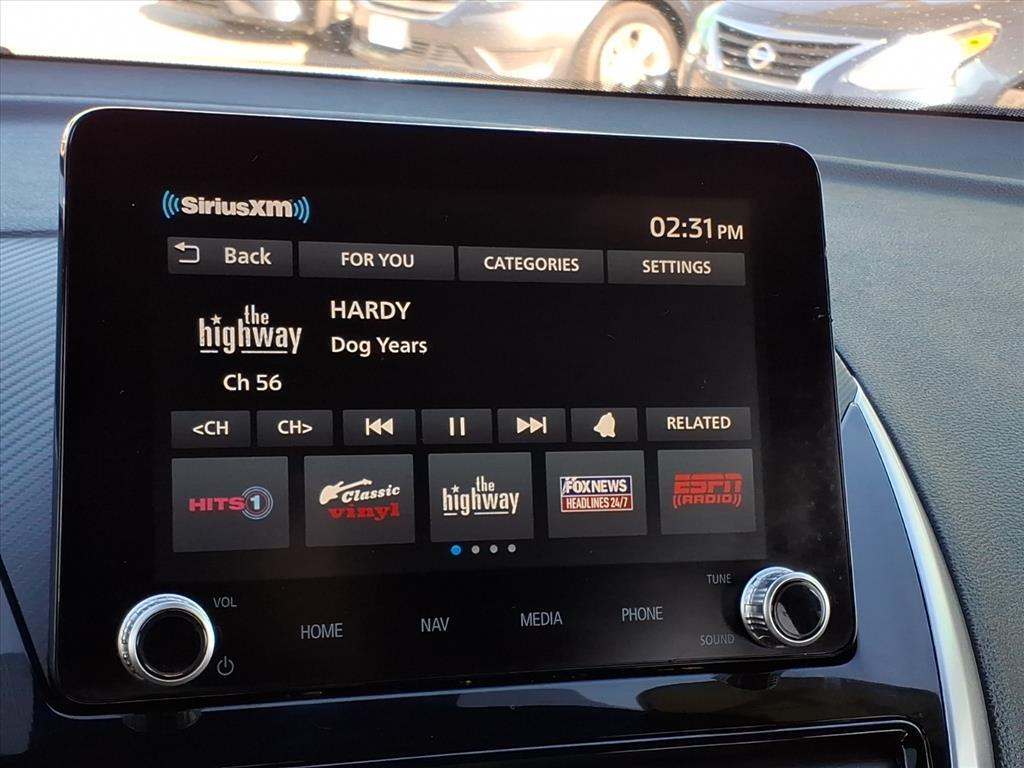 SiriusXM
02:31 PM
Back FOR YOU CATEGORIES SETTINGS
the highway
HARDY
Dog Years
Ch 56
<CH CH> RELATED
HITS 1
Classic vinyl
the highway
FOX NEWS
HEADLINES 24/7
ESPN
RADIO
VOL
TUNE
HOME NAV MEDIA PHONE
SOUND